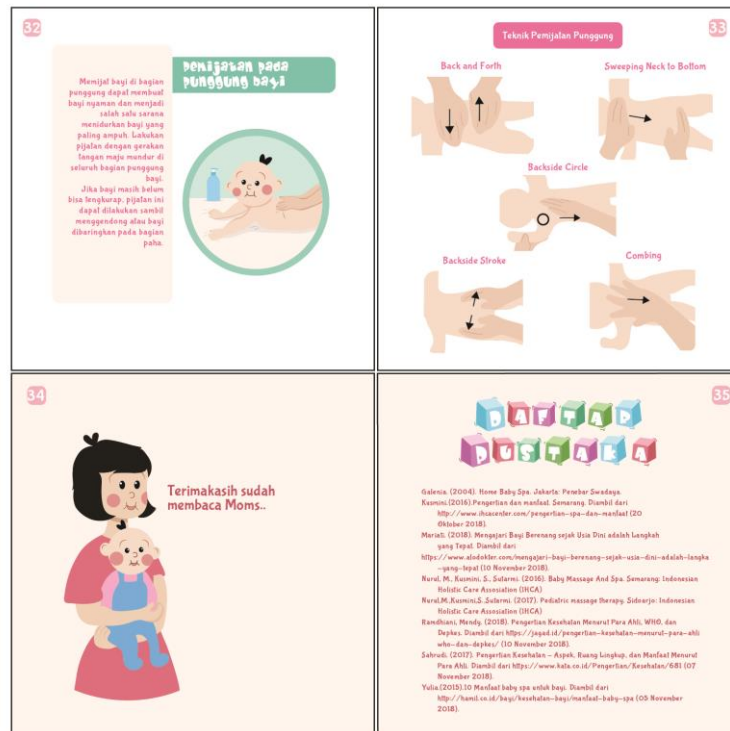 32
Pemijatan pada
punggung bayi
Memijat bayi di bagian
punggung dapat membuat
bayi nyaman dan menjadi
salah satu sarana
menidurkan bayi yang
paling ampuh. Lakukan
pijatan dengan gerakan
tangan maju mundur di
seluruh bagian punggung
bayi.
Jika bayi masih belum
bisa tengkurap, pijatan ini
dapat dilakukan sambil
menggendong atau bayi
dibaringkan pada bagian
paha.
33
Teknik Pemijatan Punggung
Back and Forth
Sweeping Neck to Bottom
Backside Circle
Backside Stroke
Combing
34
Terimakasih sudah
membaca Moms..
35
DAFTAR
PUSTAKA
Galenia. (2004). Home Baby Spa. Jakarta: Penebar Swadaya.
Kusmini.(2016).Pengertian dan manfaat. Semarang. Diambil dari
http://www.ihcacenter.com/pengertian-spa-dan-manfaat (20
Oktober 2018).
Mariati. (2018). Mengajari Bayi Berenang sejak Usia Dini adalah Langkah
yang Tepat. Diambil dari
https://www.alodokter.com/mengajari-bayi-berenang-sejak-usia-dini-adalah-langka
-yang-tepat (10 November 2018).
Nurul, M., Kusmini, S., Sutarmi. (2016). Baby Massage And Spa. Semarang: Indonesian
Holistic Care Assosiation (IHCA)
Nurul,M.,Kusmini,S.,Sutarmi. (2017). Pediatric massage therapy. Sidoarjo: Indonesian
Holistic Care Assosiation (IHCA)
Ramdhiani, Mendy. (2018). Pengertian Kesehatan Menurut Para Ahli, WHO, dan
Depkes. Diambil dari https://jagad.id/pengertian-kesehatan-menurut-para-ahli
who-dan-depkes/ (10 November 2018).
Sahrudi. (2017). Pengertian Kesehatan – Aspek, Ruang Lingkup, dan Manfaat Menurut
Para Ahli. Diambil dari https://www.kata.co.id/Pengertian/Kesehatan/681 (07
November 2018).
Yulia.(2015).10 Manfaat baby spa untuk bayi. Diambil dari
http://hamil.co.id/bayi/kesehatan-bayi/manfaat-baby-spa (05 November
2018).